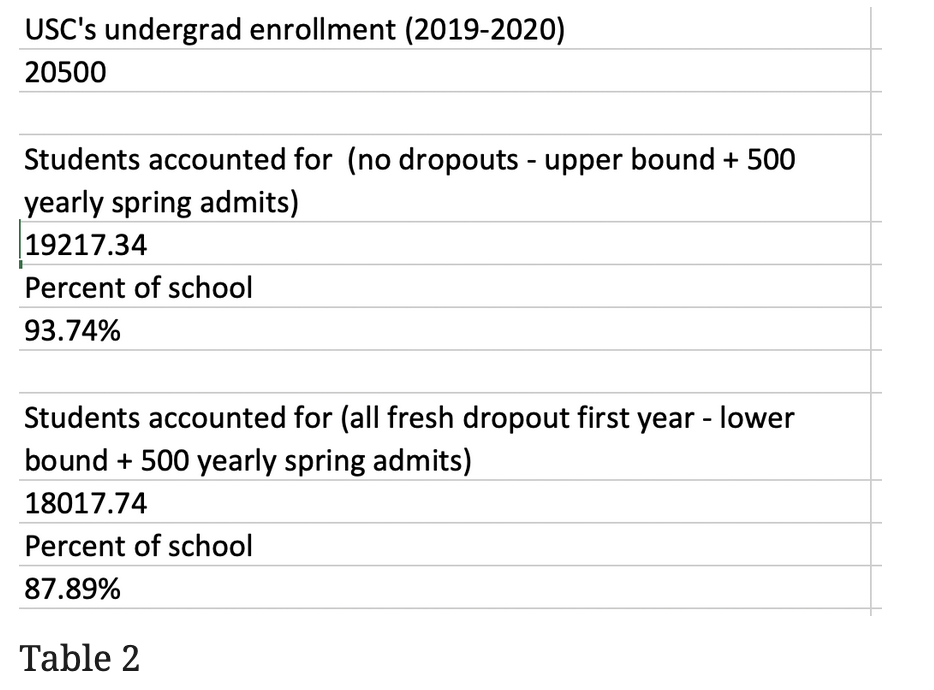 USC's undergrad enrollment (2019-2020)
20500
Students accounted for  (no dropouts - upper bound + 500
yearly spring admits)
19217.34
Percent of school
93.74%
Students accounted for (all fresh dropout first year - lower
bound + 500 yearly spring admits)
18017.74
Percent of school
87.89%
Table 2